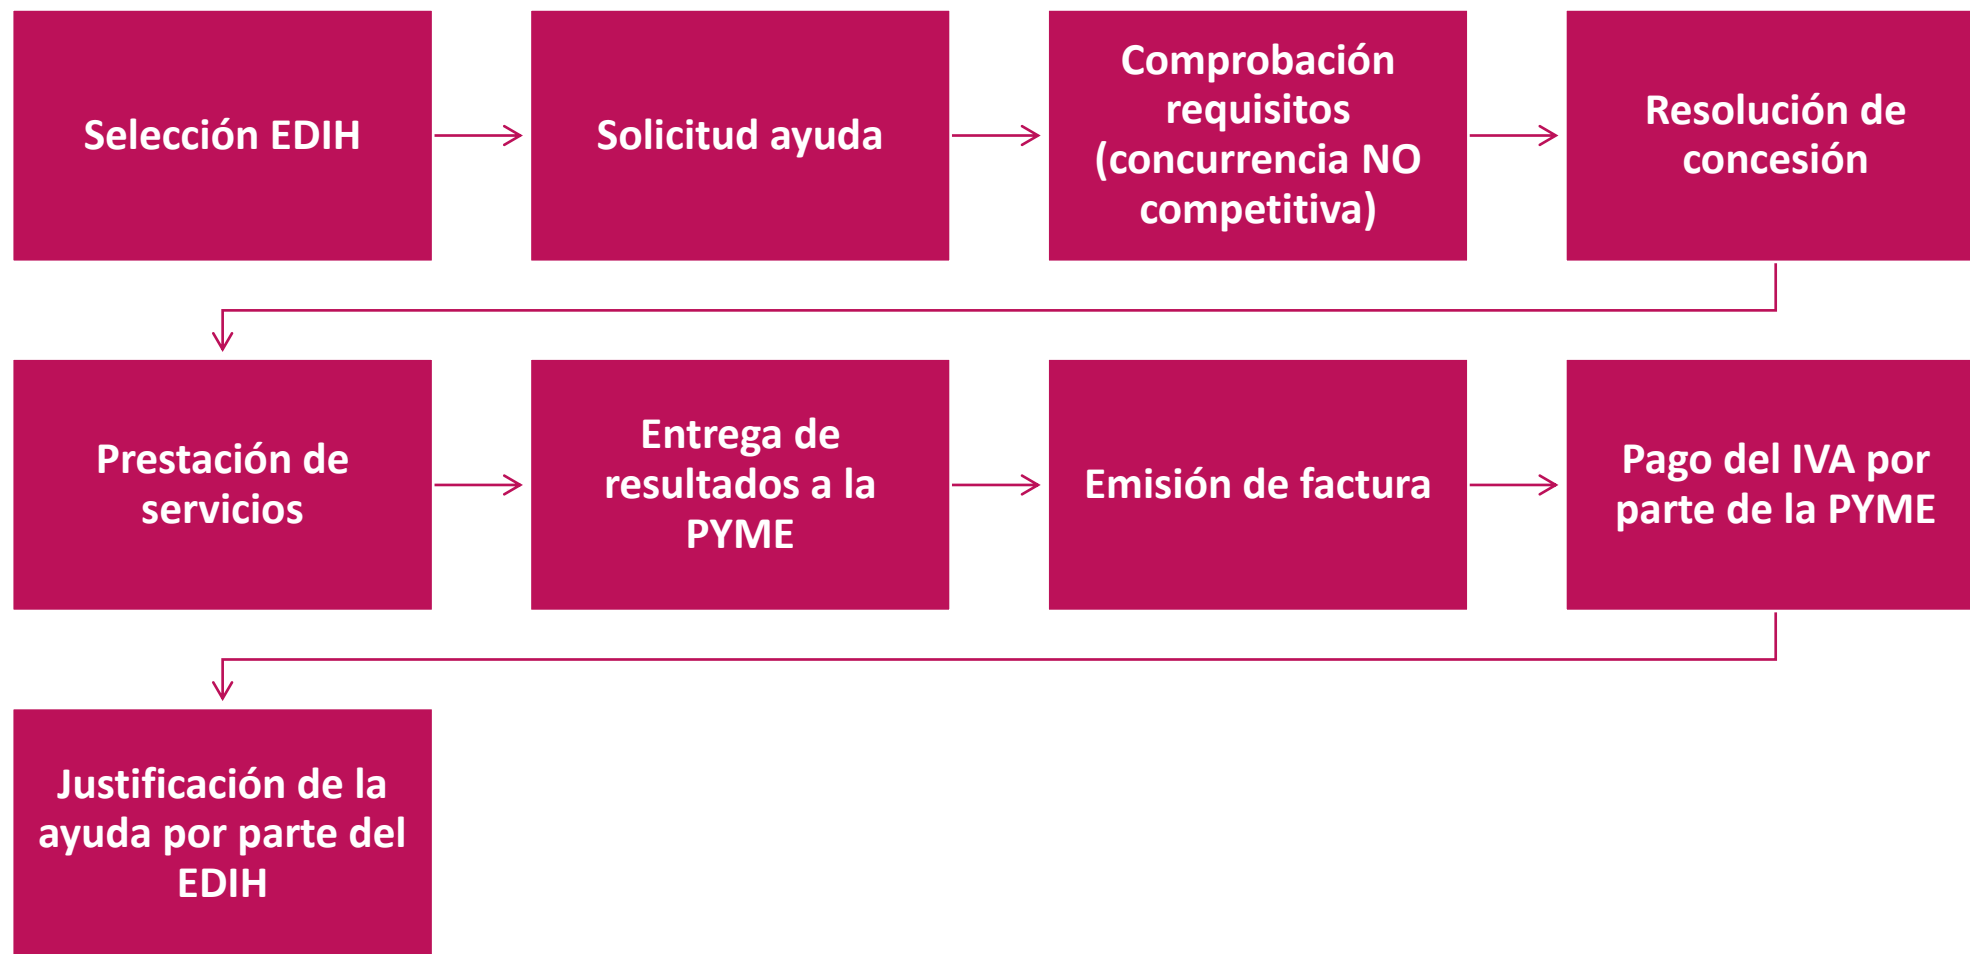 Selección EDIH
Solicitud ayuda
Comprobación
requisitos
(concurrencia NO
competitiva)
Resolución de
concesión
Prestación de
servicios
Entrega de
resultados a la
PYME
Emisión de factura
Pago del IVA por
parte de la PYME
Justificación de la
ayuda por parte del
EDIH